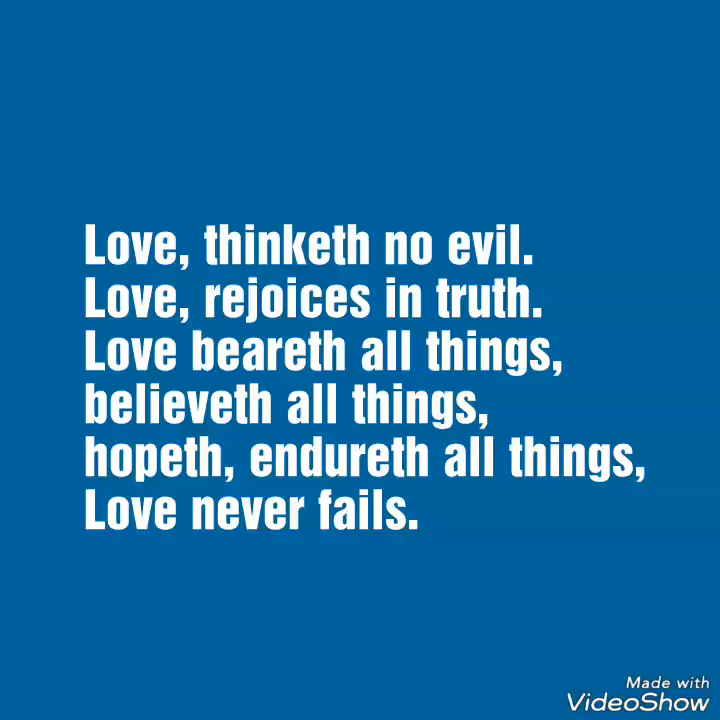 Love, thinketh no evil.
Love, rejoices in truth.
Love beareth all things,
believeth all things,
hopeth, endureth all things,
Love never fails.
Made with
VideoShow